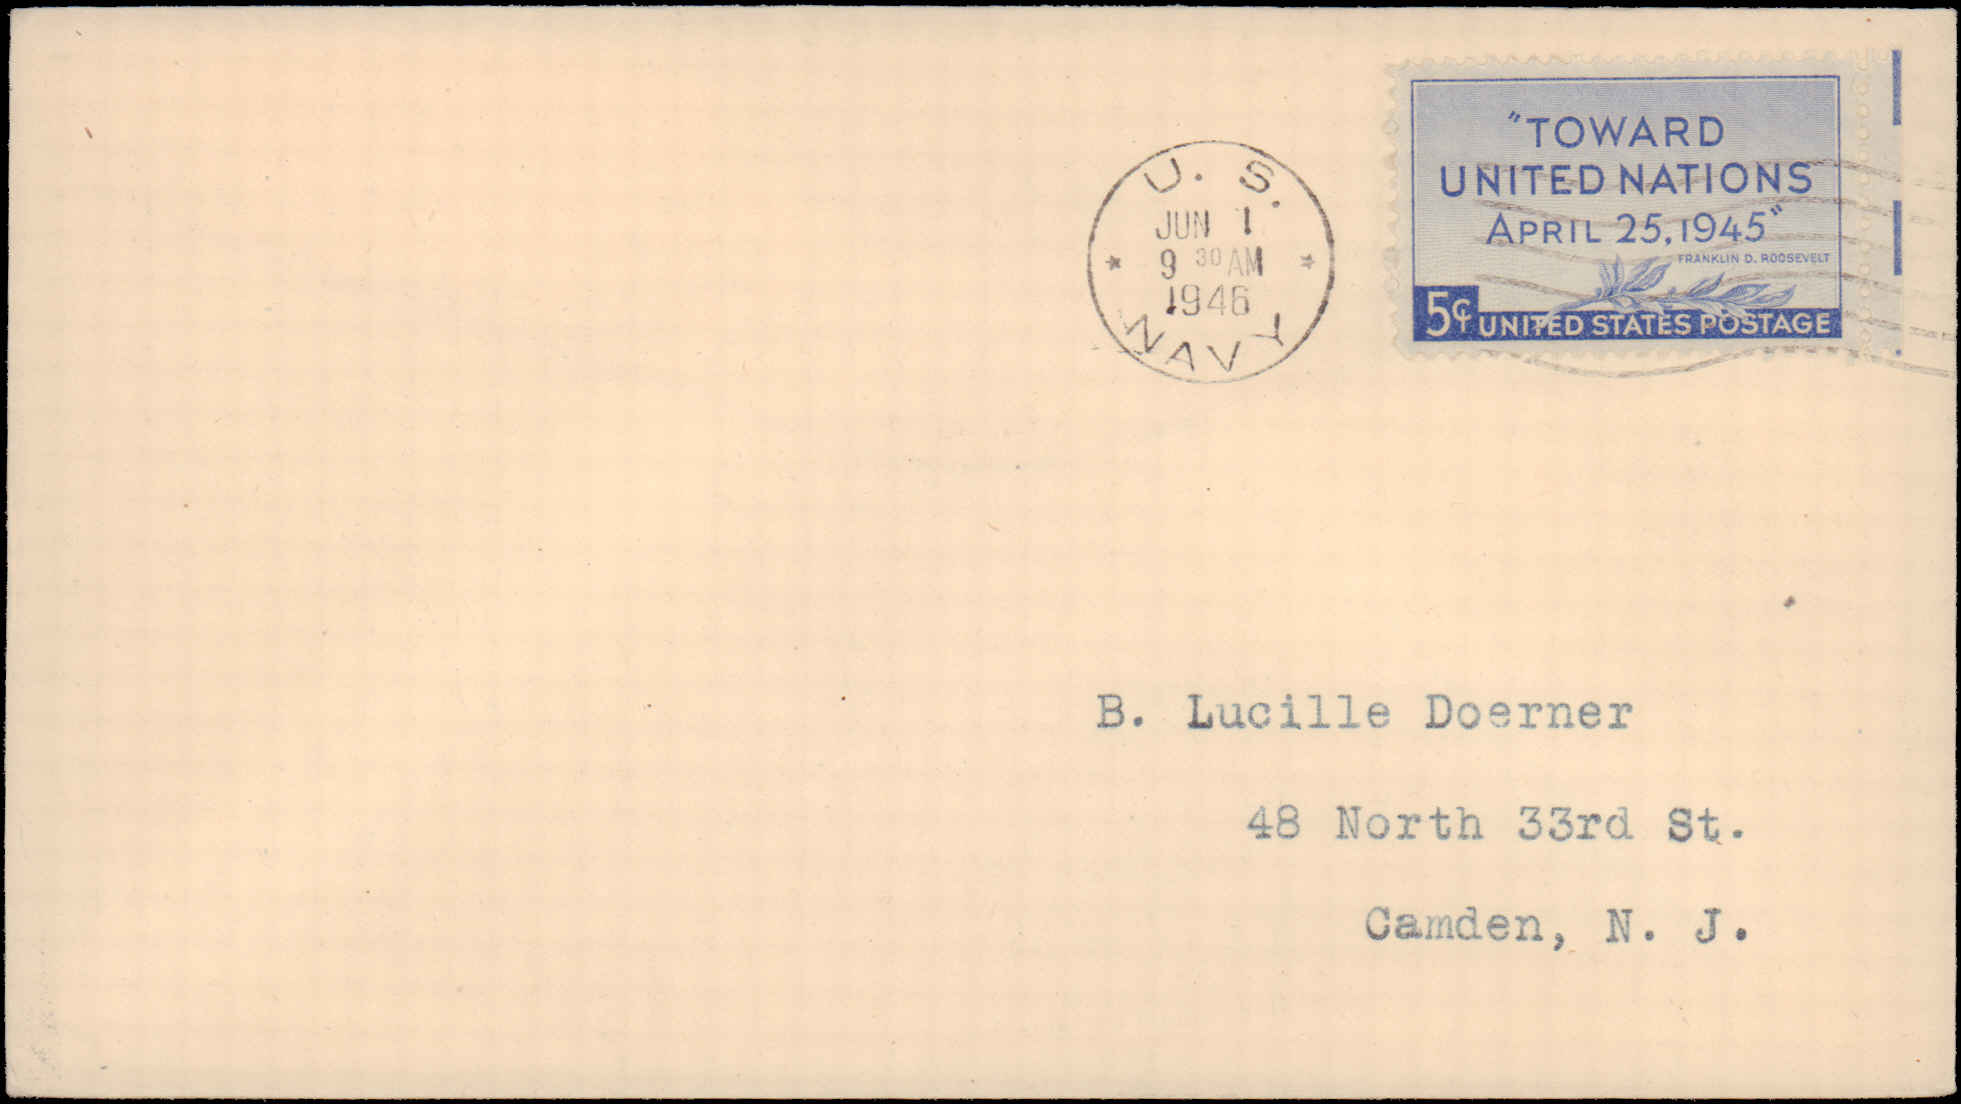 U. S.
JUN 1
9 30 AM
1946
NAVY
"TOWARD
UNITED NATIONS
APRIL 25, 1945"
FRANKLIN D. ROOSEVELT
5¢ UNITED STATES POSTAGE
B. Lucille Doerner
48 North 33rd St.
Camden, N. J.